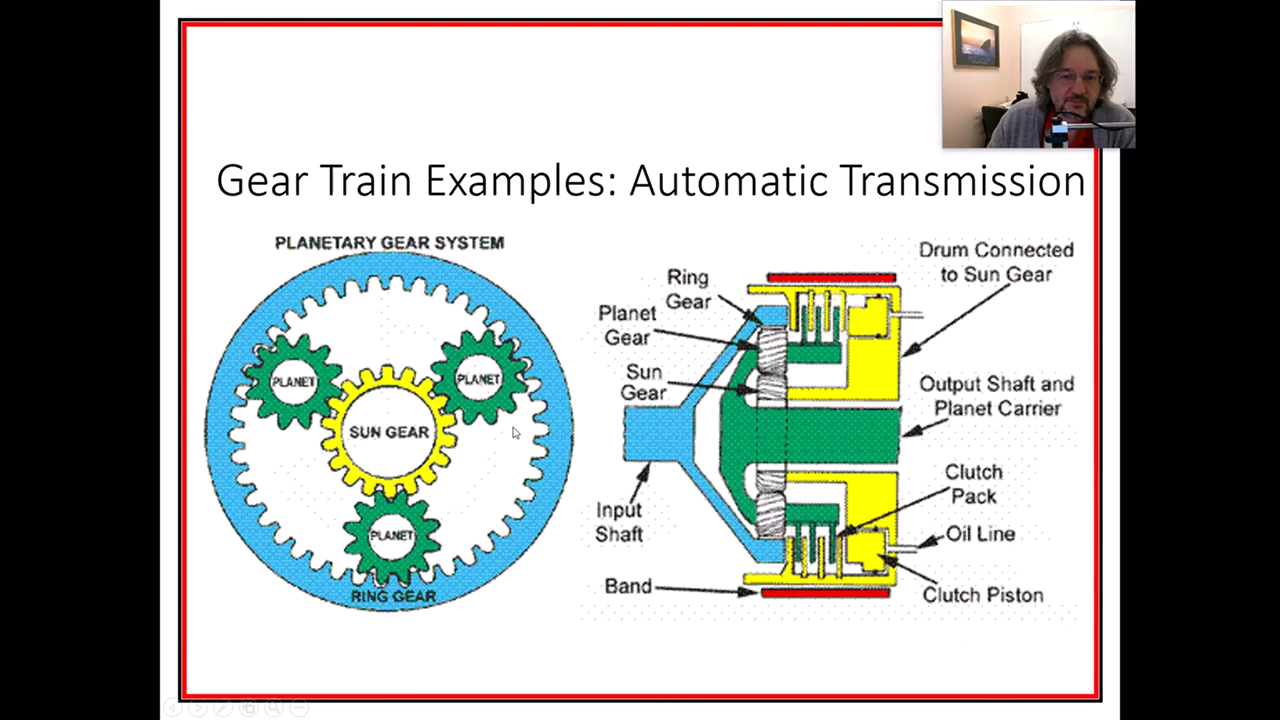 Gear Train Examples: Automatic Transmission
PLANETARY GEAR SYSTEM
PLANET
PLANET
SUN GEAR
PLANET
RING GEAR
Ring
Gear
Planet
Gear
Sun
Gear
Input
Shaft
Band
Drum Connected
to Sun Gear
Output Shaft and
Planet Carrier
Clutch
Pack
Oil Line
Clutch Piston